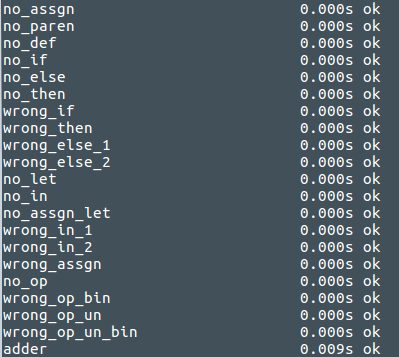 no_assgn 0.000s ok
no_paren 0.000s ok
no_def 0.000s ok
no_if 0.000s ok
no_else 0.000s ok
no_then 0.000s ok
wrong_if 0.000s ok
wrong_then 0.000s ok
wrong_else_1 0.000s ok
wrong_else_2 0.000s ok
no_let 0.000s ok
no_in 0.000s ok
no_assgn_let 0.000s ok
wrong_in_1 0.000s ok
wrong_in_2 0.000s ok
wrong_assgn 0.000s ok
no_op 0.000s ok
wrong_op_bin 0.000s ok
wrong_op_un 0.000s ok
wrong_op_un_bin 0.000s ok
adder 0.009s ok